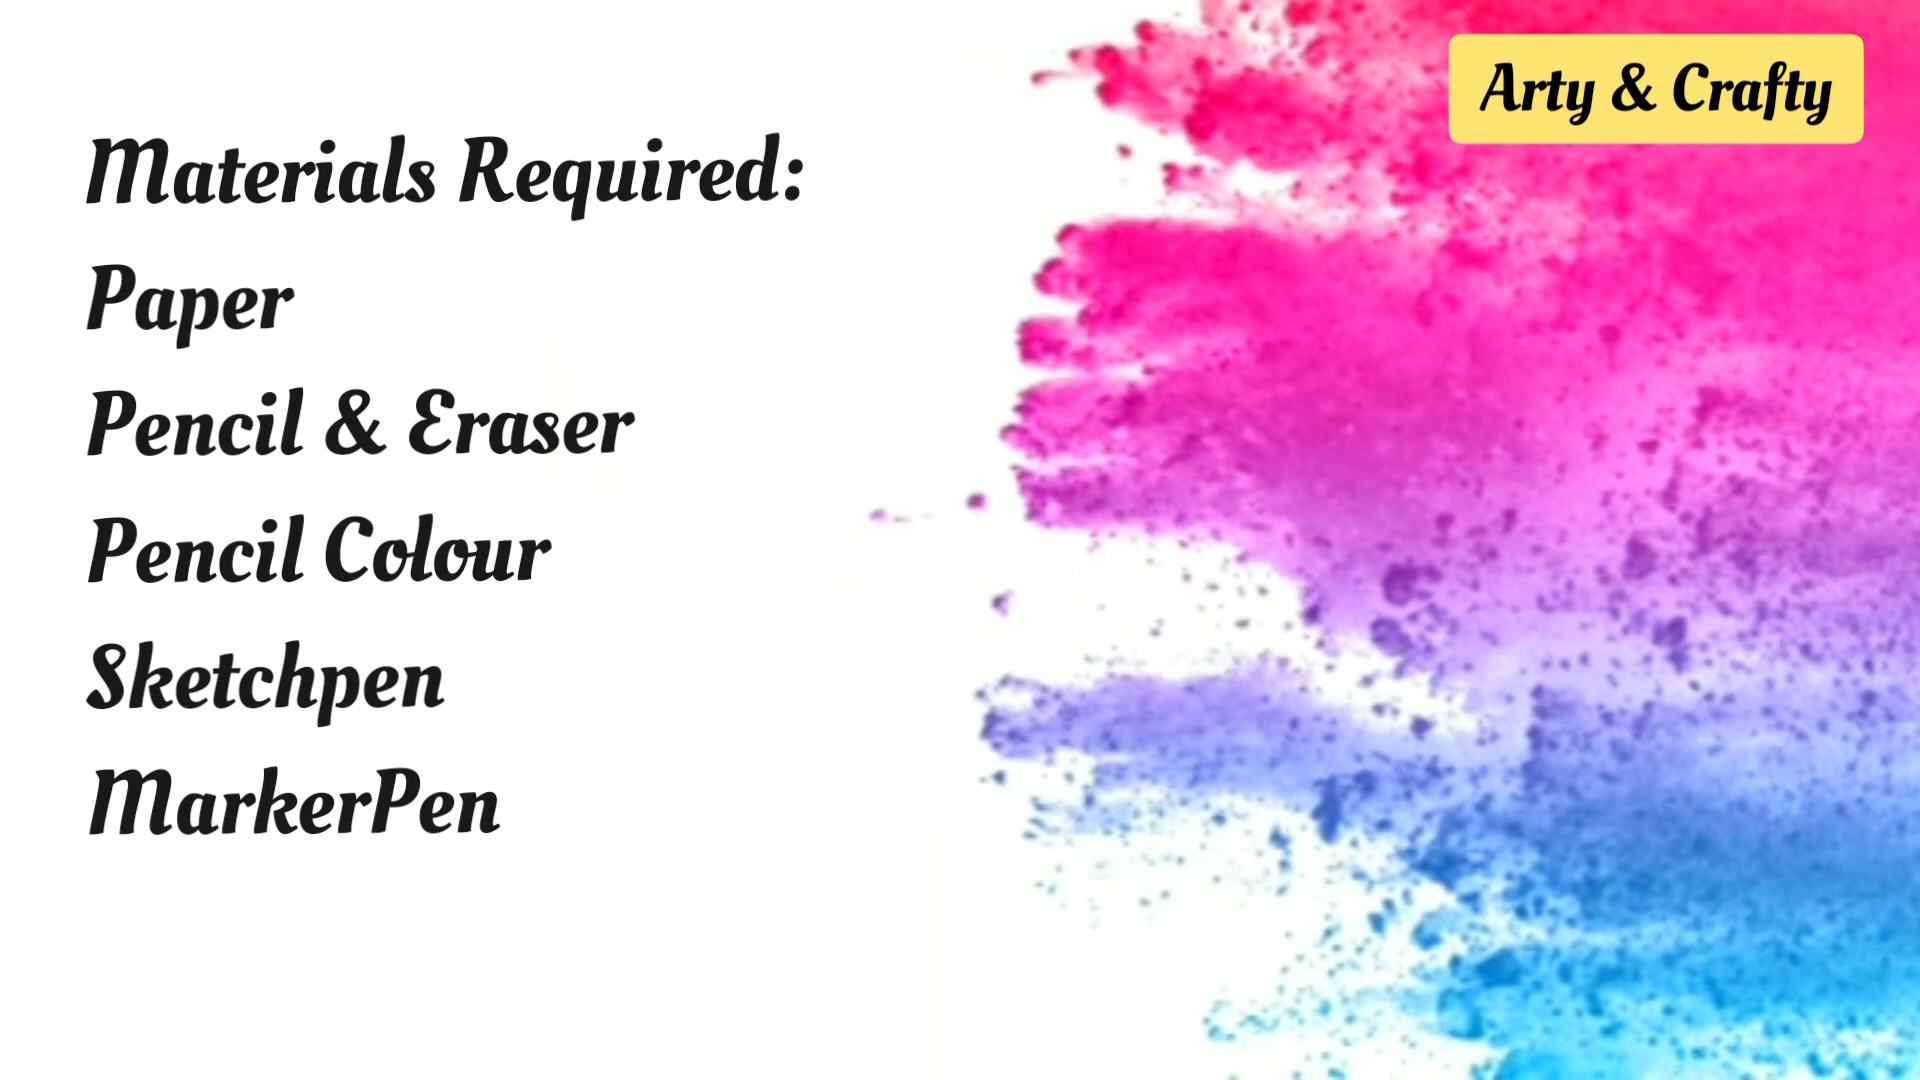 Arty & Crafty
Materials Required:
Paper
Pencil & Eraser
Pencil Colour
Sketchpen
MarkerPen